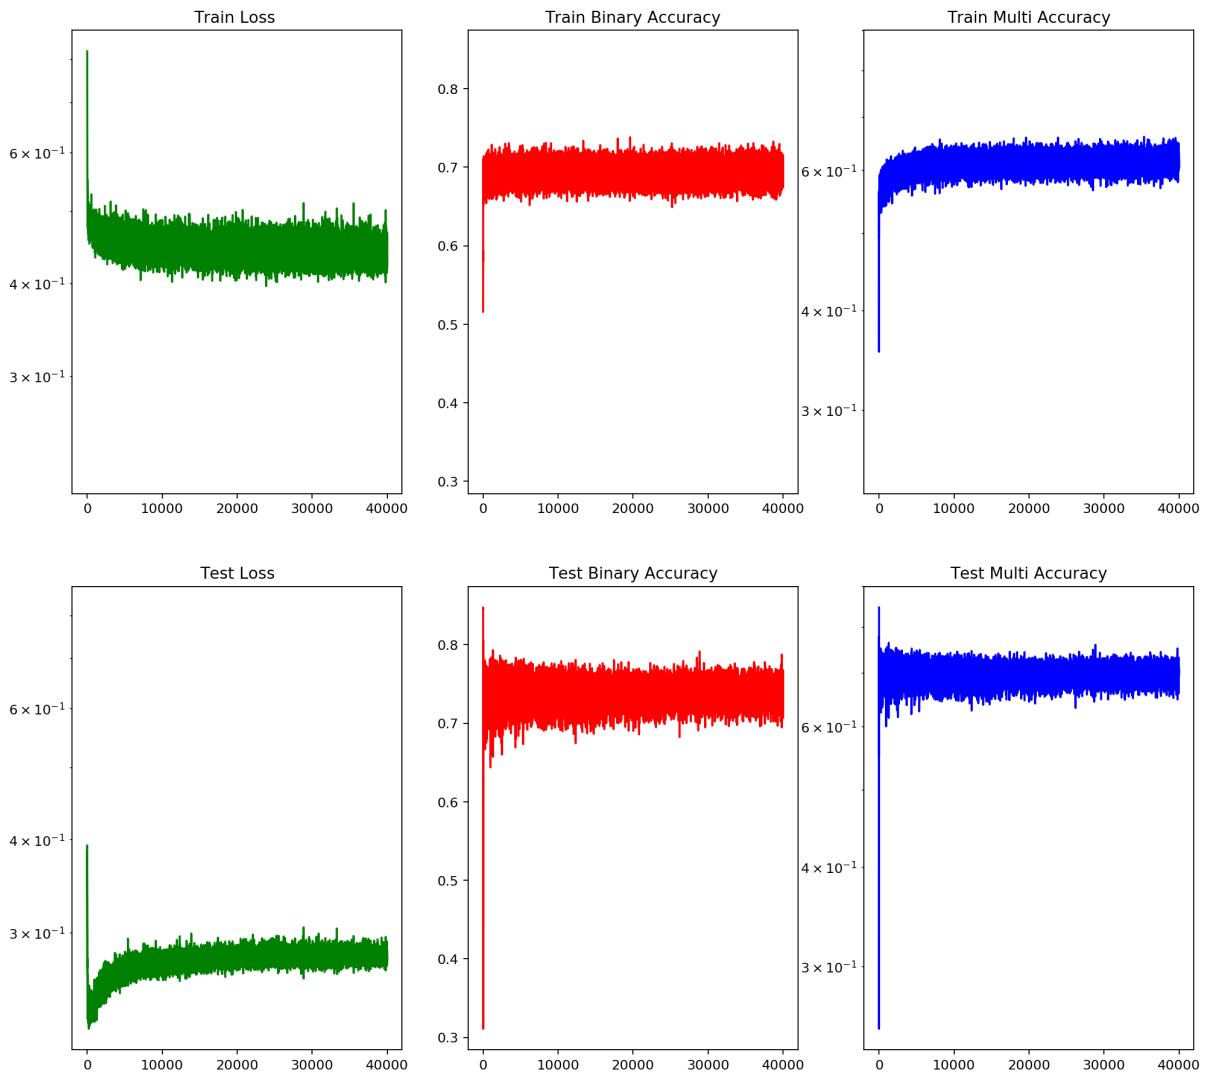 Train Loss
Train Binary Accuracy
Train Multi Accuracy
6 × 10⁻¹
4 × 10⁻¹
3 × 10⁻¹
0 10000 20000 30000 40000
0.8
0.7
0.6
0.5
0.4
0.3
0 10000 20000 30000 40000
6 × 10⁻¹
4 × 10⁻¹
3 × 10⁻¹
0 10000 20000 30000 40000
Test Loss
Test Binary Accuracy
Test Multi Accuracy
6 × 10⁻¹
4 × 10⁻¹
3 × 10⁻¹
0 10000 20000 30000 40000
0.8
0.7
0.6
0.5
0.4
0.3
0 10000 20000 30000 40000
6 × 10⁻¹
4 × 10⁻¹
3 × 10⁻¹
0 10000 20000 30000 40000